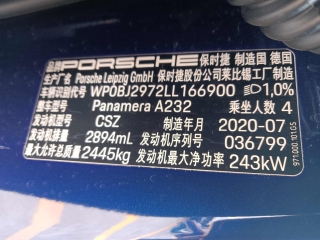 PORSCHE 保时捷 制造国 德国
生产厂名 Porsche Leipzig GmbH 保时捷股份公司莱比锡工厂制造
车辆识别代号 WP0BJ2972LL166900 1,0%
整车型号 Panamera A232 乘坐人数 4
发动机型号 CSZ 制造年月 2020-07
发动机排量 2894mL 发动机序列号 036799
最大允许总质量 2445kg 发动机最大净功率 243kW
971000 101GS